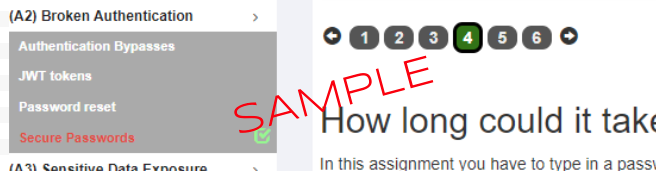 (A2) Broken Authentication
Authentication Bypasses
JWT tokens
Password reset
Secure Passwords
(A3) Sensitive Data Exposure
1 2 3 4 5 6
SAMPLE
How long could it take
In this assignment you have to type in a passw